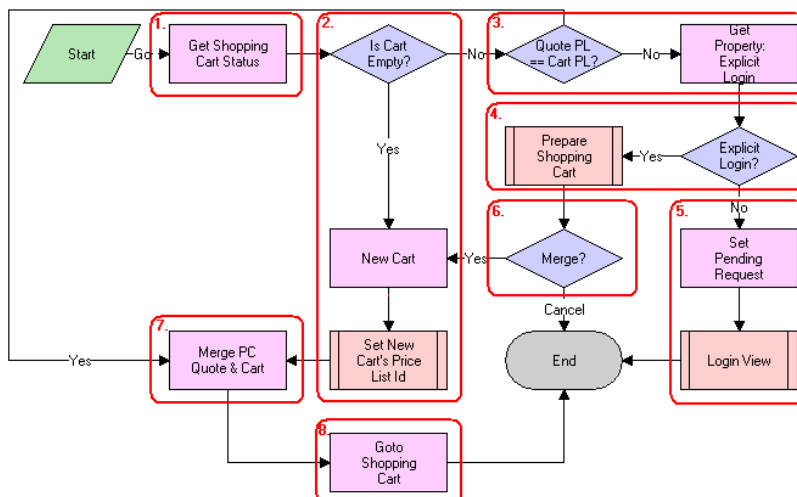 1.
2.
3.
Start
Go
Get Shopping
Cart Status
Is Cart
Empty?
No
Quote PL
== Cart PL?
No
Get
Property:
Explicit
Login
4.
Prepare
Shopping
Cart
Yes
Explicit
Login?
Yes
No
6.
5.
New Cart
Yes
Merge?
Set
Pending
Request
Cancel
7.
Yes
Merge PC
Quote & Cart
Set New
Cart's Price
List Id
End
Login View
8.
Goto
Shopping
Cart